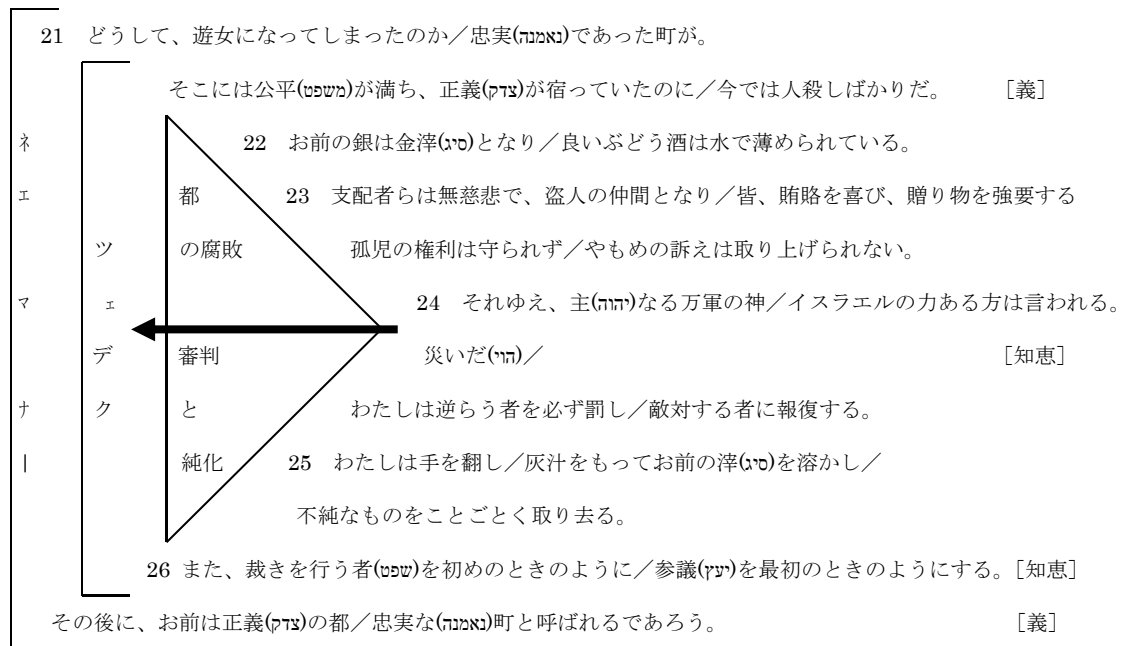 21 どうして、遊女になってしまったのか／忠実(נאמנה)であった町が。
そこには公平(משפט)が満ち、正義(צדק)が宿っていたのに／今では人殺しばかりだ。 ［義］
ネ 22 お前の銀は金滓(סיג)となり／良いぶどう酒は水で薄められている。
エ 都 23 支配者らは無慈悲で、盗人の仲間となり／皆、賄賂を喜び、贈り物を強要する
ツ の腐敗 孤児の権利は守られず／やもめの訴えは取り上げられない。
マ ェ 24 それゆえ、主(יהוה)なる万軍の神／イスラエルの力ある方は言われる。
デ 審判 災いだ(הוי)／ ［知恵］
ナ ク と わたしは逆らう者を必ず罰し／敵対する者に報復する。
ー 純化 25 わたしは手を翻し／灰汁をもってお前の滓(סיג)を溶かし／
不純なものをことごとく取り去る。
26 また、裁きを行う者(שפט)を初めのときのように／参議(יעץ)を最初のときのようにする。［知恵］
その後に、お前は正義(צדק)の都／忠実な(נאמנה)町と呼ばれるであろう。 ［義］